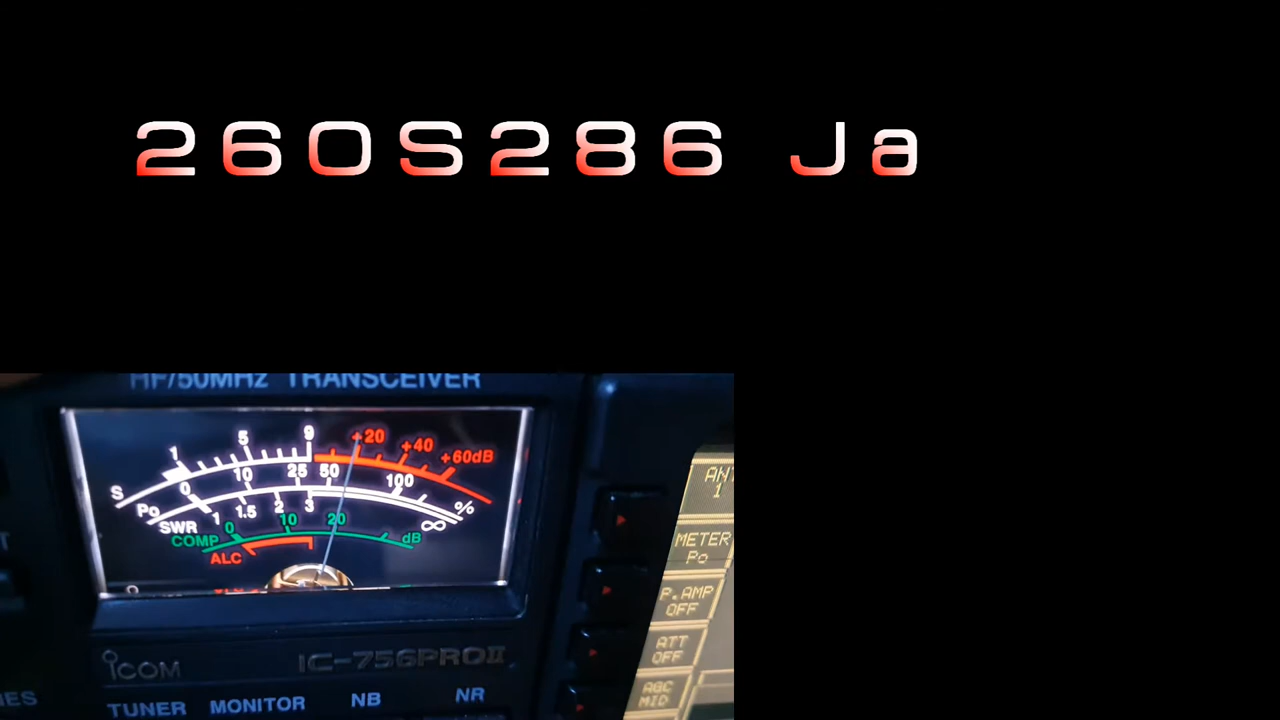 260S286 Ja
HF/50MHz TRANSCEIVER
1 5 9 +20 +40 +60dB
S
0 10 25 50 100 %
Po
SWR 1 1.5 2 3 ∞
COMP 0 10 20 dB
ALC
ANT
1
METER
Po
P.AMP
OFF
ATT
OFF
AGC
MID
ICOM
IC-756PROII
TUNER MONITOR NB NR